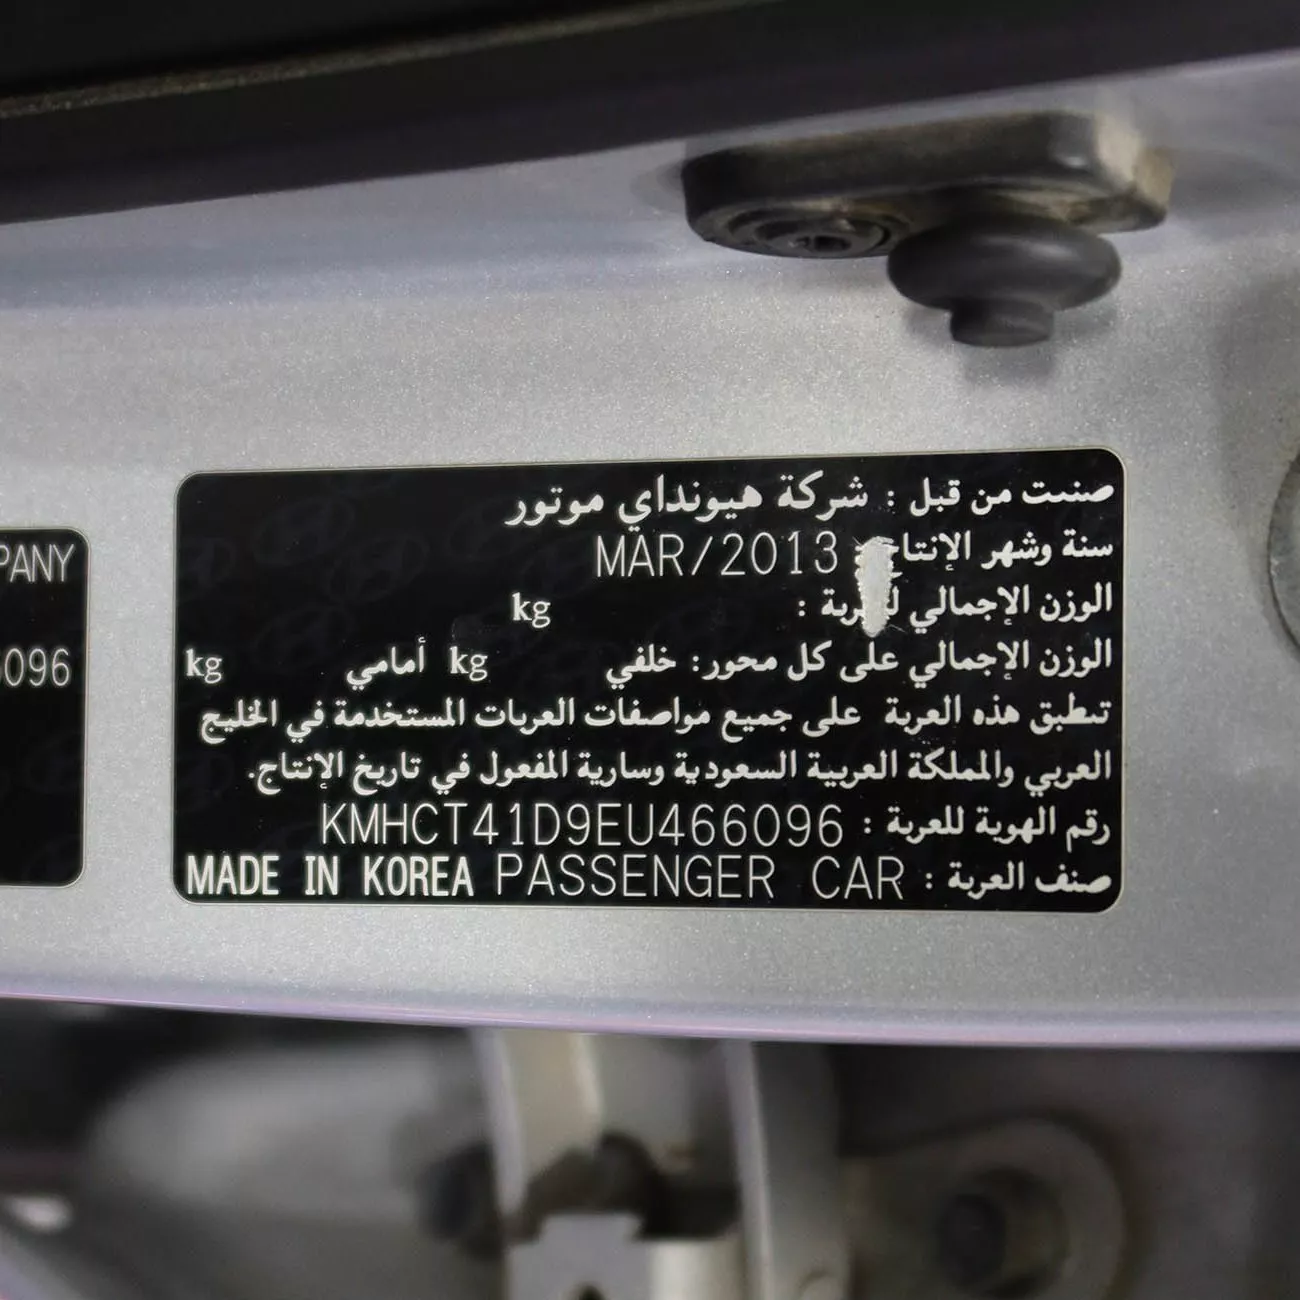 صنعت من قبل : شركة هيونداي موتور
سنة وشهر الإنتاج MAR/2013
الوزن الإجمالي : kg
الوزن الإجمالي على كل محور: خلفي kg أمامي kg
تنطبق هذه العربة على جميع مواصفات العربات المستخدمة في الخليج
العربي والمملكة العربية السعودية وسارية المفعول في تاريخ الإنتاج.
رقم الهوية للعربة : KMHCT41D9EU466096
صنف العربة : PASSENGER CAR MADE IN KOREA
PANY
096